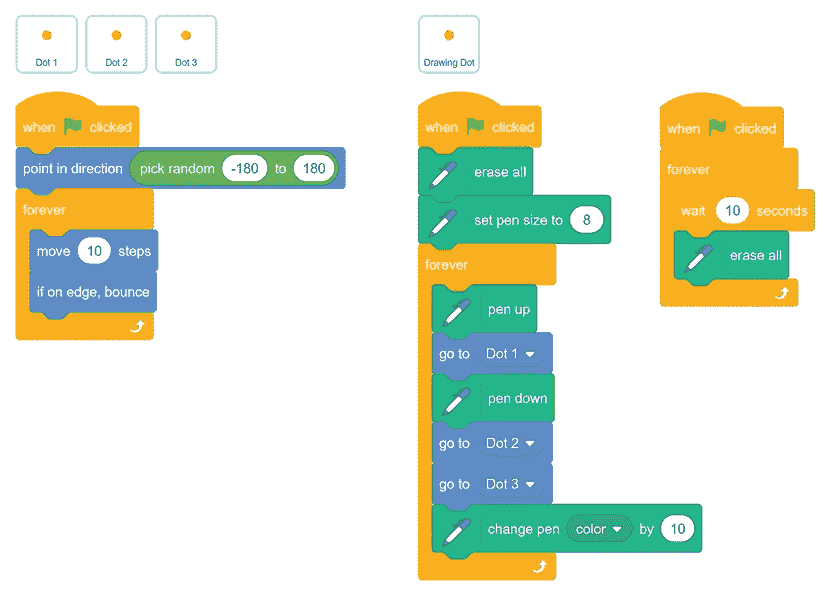 Dot 1
Dot 2
Dot 3
when clicked
point in direction pick random -180 to 180
forever
move 10 steps
if on edge, bounce
Drawing Dot
when clicked
erase all
set pen size to 8
forever
pen up
go to Dot 1
pen down
go to Dot 2
go to Dot 3
change pen color by 10
when clicked
forever
wait 10 seconds
erase all